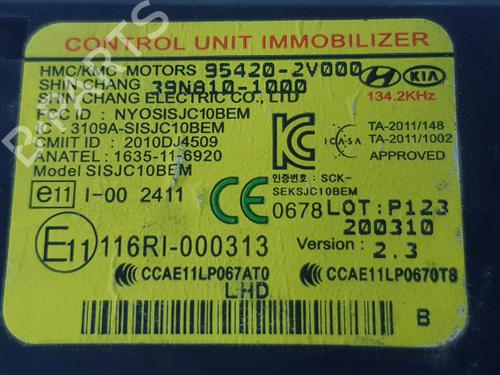 CONTROL UNIT IMMOBILIZER
HMC/KMC MOTORS 95420-2V000
SHIN CHANG 39N810-1000
SHIN CHANG ELECTRIC CO., LTD
HYUNDAI KIA
134.2KHz
FCC ID : NYOSISJC10BEM
IC : 3109A-SISJC10BEM
CMIIT ID : 2010DJ4509
ANATEL: 1635-11-6920
Model SISJC10BEM
ICASA
TA-2011/148
TA-2011/1002
APPROVED
인증번호 : SCK-
SEKSJC10BEM
e11 I-00 2411
CE 0678
LOT:P123
200310
Version : 2.3
E11 116RI-000313
CCAE11LP067AT0
CCAE11LP0670T8
LHD
B